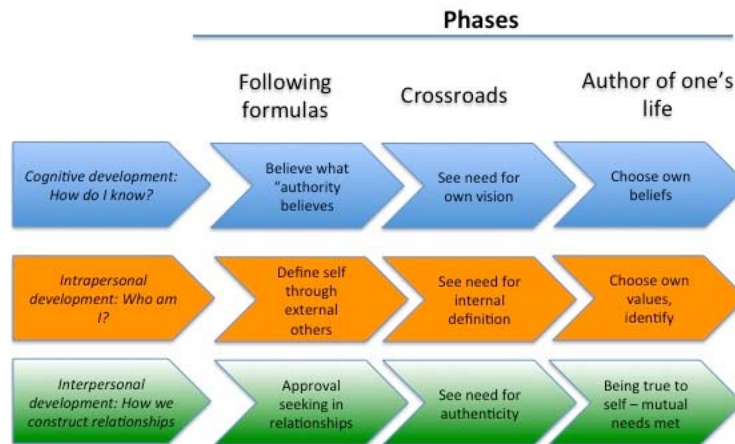 Phases
Following
formulas
Crossroads
Author of one's
life
Cognitive development:
How do I know?
Believe what
"authority
believes
See need for
own vision
Choose own
beliefs
Intrapersonal
development: Who am
I?
Define self
through
external
others
See need for
internal
definition
Choose own
values,
identify
Interpersonal
development: How we
construct relationships
Approval
seeking in
relationships
See need for
authenticity
Being true to
self – mutual
needs met